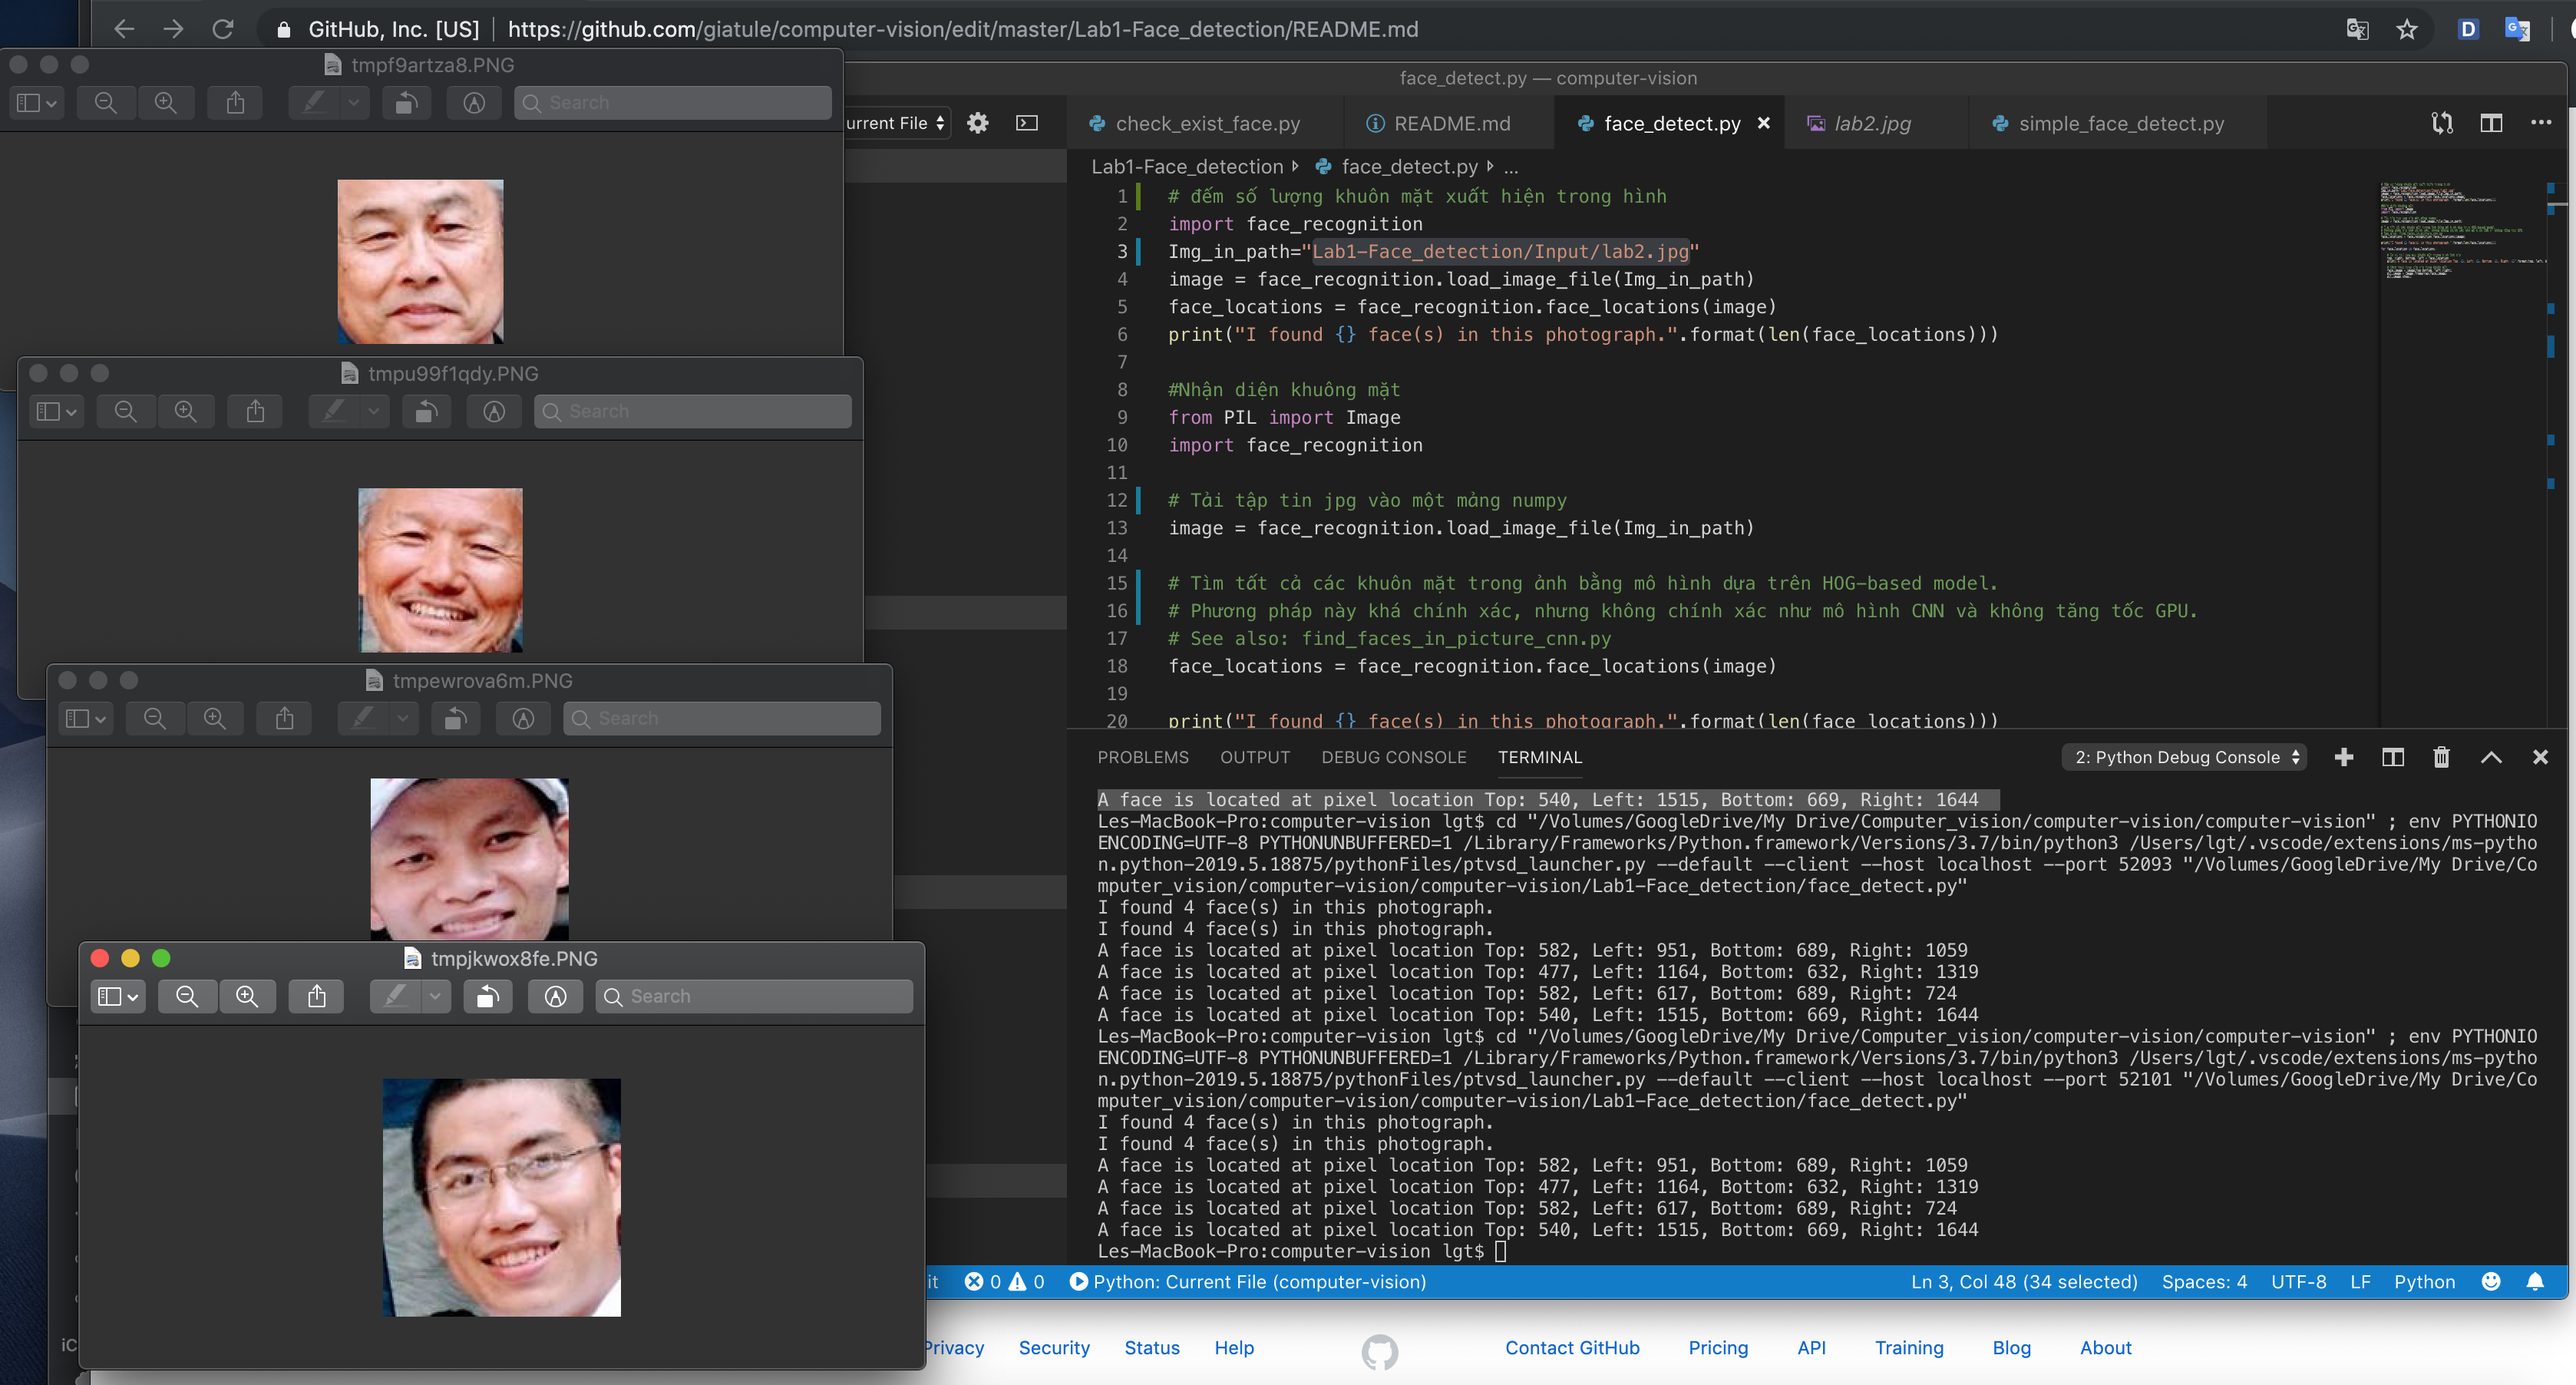 GitHub, Inc. [US] | https://github.com/giatule/computer-vision/edit/master/Lab1-Face_detection/README.md
tmpf9artza8.PNG
Search
tmpu99f1qdy.PNG
Search
tmpewrova6m.PNG
Search
tmpjkwox8fe.PNG
Search
face_detect.py — computer-vision
urrent File
check_exist_face.py
README.md
face_detect.py
lab2.jpg
simple_face_detect.py
Lab1-Face_detection
face_detect.py
...
1 # đếm số lượng khuôn mặt xuất hiện trong hình
2 import face_recognition
3 Img_in_path="Lab1-Face_detection/Input/lab2.jpg"
4 image = face_recognition.load_image_file(Img_in_path)
5 face_locations = face_recognition.face_locations(image)
6 print("I found {} face(s) in this photograph.".format(len(face_locations)))
7
8 #Nhận diện khuông mặt
9 from PIL import Image
10 import face_recognition
11
12 # Tải tập tin jpg vào một mảng numpy
13 image = face_recognition.load_image_file(Img_in_path)
14
15 # Tìm tất cả các khuôn mặt trong ảnh bằng mô hình dựa trên HOG-based model.
16 # Phương pháp này khá chính xác, nhưng không chính xác như mô hình CNN và không tăng tốc GPU.
17 # See also: find_faces_in_picture_cnn.py
18 face_locations = face_recognition.face_locations(image)
19
20 print("I found {} face(s) in this photograph.".format(len(face_locations)))
PROBLEMS OUTPUT DEBUG CONSOLE TERMINAL
2: Python Debug Console
A face is located at pixel location Top: 540, Left: 1515, Bottom: 669, Right: 1644
Les-MacBook-Pro:computer-vision lgt$ cd "/Volumes/GoogleDrive/My Drive/Computer_vision/computer-vision/computer-vision" ; env PYTHONIO
ENCODING=UTF-8 PYTHONUNBUFFERED=1 /Library/Frameworks/Python.framework/Versions/3.7/bin/python3 /Users/lgt/.vscode/extensions/ms-pytho
n.python-2019.5.18875/pythonFiles/ptvsd_launcher.py --default --client --host localhost --port 52093 "/Volumes/GoogleDrive/My Drive/Co
mputer_vision/computer-vision/computer-vision/Lab1-Face_detection/face_detect.py"
I found 4 face(s) in this photograph.
I found 4 face(s) in this photograph.
A face is located at pixel location Top: 582, Left: 951, Bottom: 689, Right: 1059
A face is located at pixel location Top: 477, Left: 1164, Bottom: 632, Right: 1319
A face is located at pixel location Top: 582, Left: 617, Bottom: 689, Right: 724
A face is located at pixel location Top: 540, Left: 1515, Bottom: 669, Right: 1644
Les-MacBook-Pro:computer-vision lgt$ cd "/Volumes/GoogleDrive/My Drive/Computer_vision/computer-vision/computer-vision" ; env PYTHONIO
ENCODING=UTF-8 PYTHONUNBUFFERED=1 /Library/Frameworks/Python.framework/Versions/3.7/bin/python3 /Users/lgt/.vscode/extensions/ms-pytho
n.python-2019.5.18875/pythonFiles/ptvsd_launcher.py --default --client --host localhost --port 52101 "/Volumes/GoogleDrive/My Drive/Co
mputer_vision/computer-vision/computer-vision/Lab1-Face_detection/face_detect.py"
I found 4 face(s) in this photograph.
I found 4 face(s) in this photograph.
A face is located at pixel location Top: 582, Left: 951, Bottom: 689, Right: 1059
A face is located at pixel location Top: 477, Left: 1164, Bottom: 632, Right: 1319
A face is located at pixel location Top: 582, Left: 617, Bottom: 689, Right: 724
A face is located at pixel location Top: 540, Left: 1515, Bottom: 669, Right: 1644
Les-MacBook-Pro:computer-vision lgt$
it 0 0 Python: Current File (computer-vision) Ln 3, Col 48 (34 selected) Spaces: 4 UTF-8 LF Python
iC
Privacy Security Status Help Contact GitHub Pricing API Training Blog About